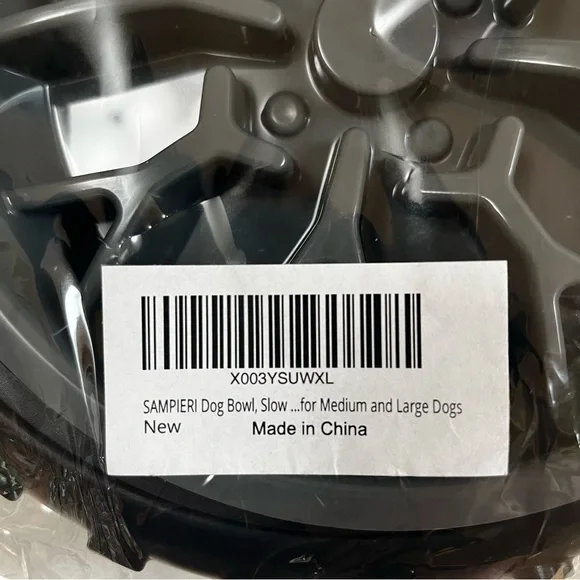 X003YSUWXL
SAMPIERI Dog Bowl, Slow ...for Medium and Large Dogs
New
Made in China